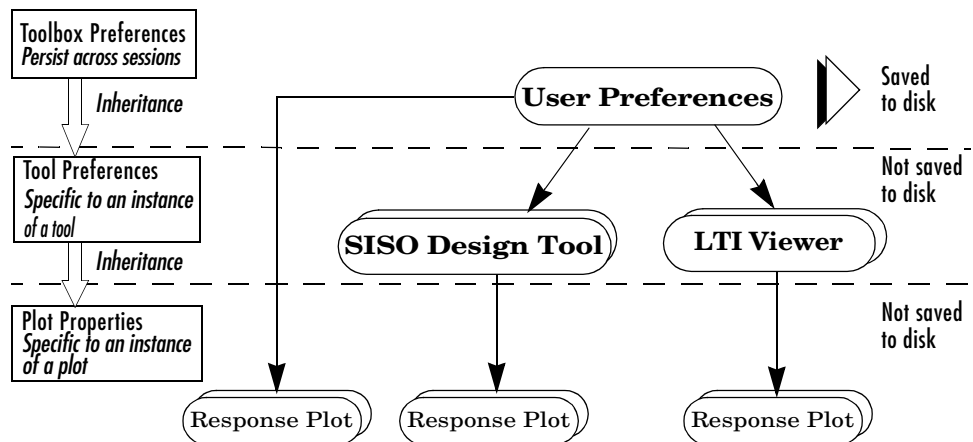 Toolbox Preferences
Persist across sessions
Inheritance
User Preferences
Saved
to disk
Tool Preferences
Specific to an instance
of a tool
Not saved
to disk
SISO Design Tool
LTI Viewer
Inheritance
Plot Properties
Specific to an instance
of a plot
Not saved
to disk
Response Plot
Response Plot
Response Plot